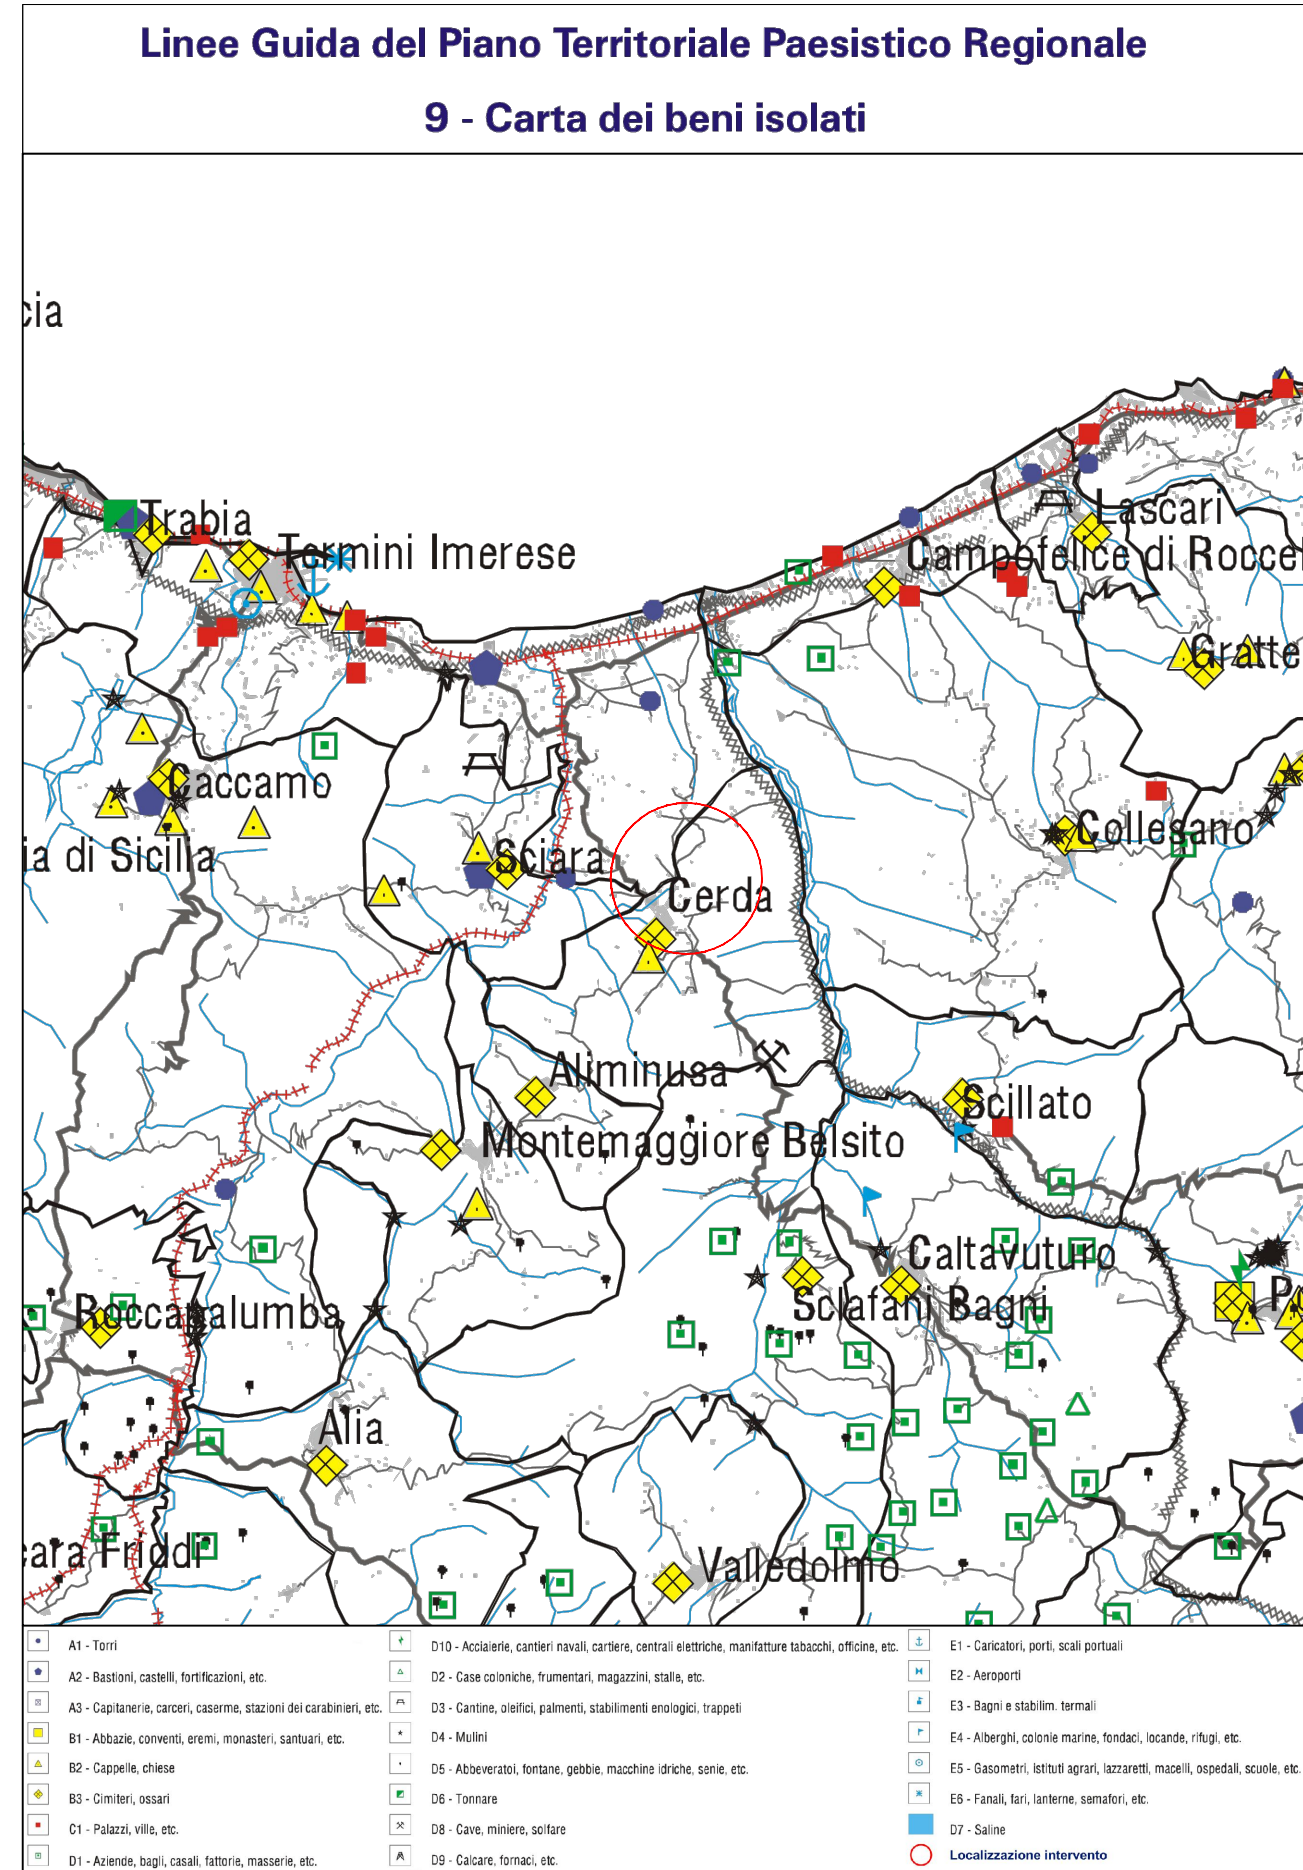 Linee Guida del Piano Territoriale Paesistico Regionale
9 - Carta dei beni isolati
cia
Trabia
Termini Imerese
Lascari
Campofelice di Roccel
Gratte
Caccamo
ia di Sicilia
Sciara
Cerda
Collesano
Aliminusa
Montemaggiore Belsito
Scillato
Caltavuturo
Sclafani Bagni
Roccapalumba
P
Alia
cara Friddi
Valledolmo
A1 - Torri
A2 - Bastioni, castelli, fortificazioni, etc.
A3 - Capitanerie, carceri, caserme, stazioni dei carabinieri, etc.
B1 - Abbazie, conventi, eremi, monasteri, santuari, etc.
B2 - Cappelle, chiese
B3 - Cimiteri, ossari
C1 - Palazzi, ville, etc.
D1 - Aziende, bagli, casali, fattorie, masserie, etc.
D10 - Acciaierie, cantieri navali, cartiere, centrali elettriche, manifatture tabacchi, officine, etc.
D2 - Case coloniche, frumentari, magazzini, stalle, etc.
D3 - Cantine, oleifici, palmenti, stabilimenti enologici, trappeti
D4 - Mulini
D5 - Abbeveratoi, fontane, gebbie, macchine idriche, senie, etc.
D6 - Tonnare
D8 - Cave, miniere, solfare
D9 - Calcare, fornaci, etc.
E1 - Caricatori, porti, scali portuali
E2 - Aeroporti
E3 - Bagni e stabilim. termali
E4 - Alberghi, colonie marine, fondaci, locande, rifugi, etc.
E5 - Gasometri, istituti agrari, lazzaretti, macelli, ospedali, scuole, etc.
E6 - Fanali, fari, lanterne, semafori, etc.
D7 - Saline
Localizzazione intervento